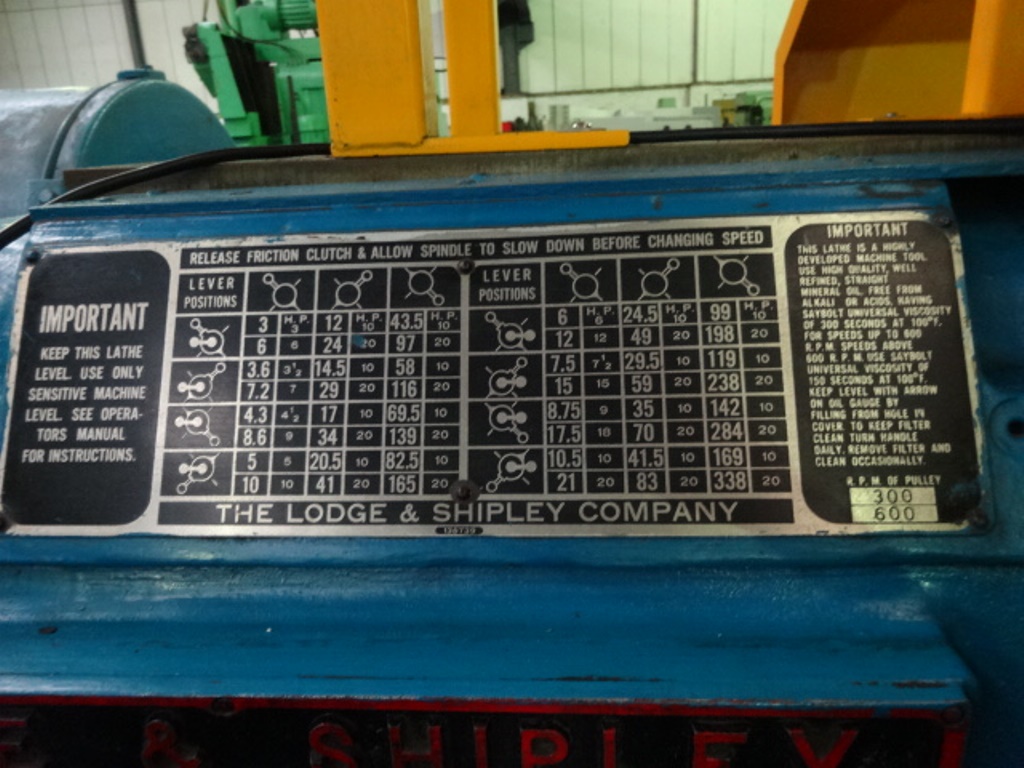 RELEASE FRICTION CLUTCH & ALLOW SPINDLE TO SLOW DOWN BEFORE CHANGING SPEED
IMPORTANT
KEEP THIS LATHE
LEVEL. USE ONLY
SENSITIVE MACHINE
LEVEL. SEE OPERA-
TORS MANUAL
FOR INSTRUCTIONS.
LEVER
POSITIONS
3 H.P. 3 12 H.P. 10 43.5 H.P. 10
6 6 24 20 97 20
3.6 3 1/2 14.5 10 58 10
7.2 7 29 20 116 20
4.3 4 1/2 17 10 69.5 10
8.6 9 34 20 139 20
5 5 20.5 10 82.5 10
10 10 41 20 165 20
LEVER
POSITIONS
6 H.P. 6 24.5 H.P. 10 99 H.P. 10
12 12 49 20 198 20
7.5 7 1/2 29.5 10 119 10
15 15 59 20 238 20
8.75 9 35 10 142 10
17.5 18 70 20 284 20
10.5 10 41.5 10 169 10
21 20 83 20 338 20
THE LODGE & SHIPLEY COMPANY
IMPORTANT
THIS LATHE IS A HIGHLY
DEVELOPED MACHINE TOOL
USE HIGH QUALITY, WELL
REFINED, STRAIGHT
MINERAL OIL, FREE FROM
ALKALI OR ACIDS, HAVING
SAYBOLT UNIVERSAL VISCOSITY
OF 300 SECONDS AT 100°F.
FOR SPEEDS UP TO 600
R.P.M. SPEEDS ABOVE
600 R.P.M. USE SAYBOLT
UNIVERSAL VISCOSITY OF
150 SECONDS AT 100°F.
KEEP LEVEL WITH ARROW
ON OIL GAUGE BY
FILLING FROM HOLE IN
COVER. TO KEEP FILTER
CLEAN TURN HANDLE
DAILY. REMOVE FILTER AND
CLEAN OCCASIONALLY.
R.P.M. OF PULLEY
300
600
E & SHIPLEY